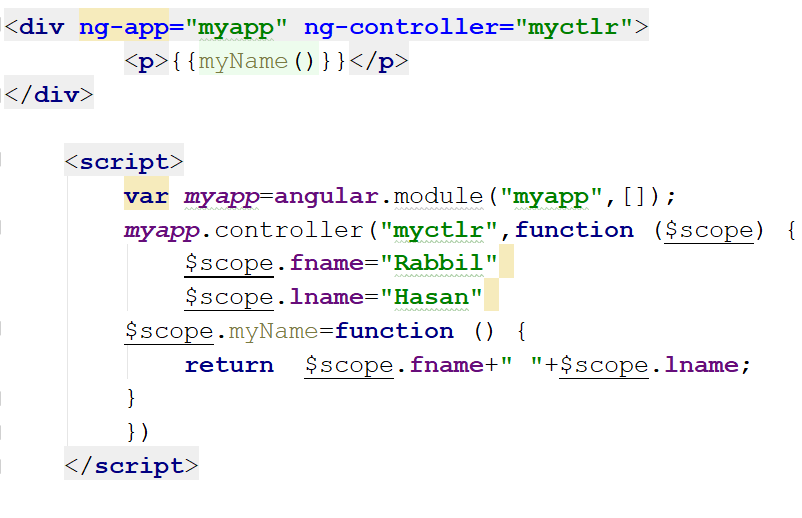 <div ng-app="myapp" ng-controller="myctlr">
        <p>{{myName()}}</p>
</div>
    <script>
        var myapp=angular.module("myapp",[]);
        myapp.controller("myctlr",function ($scope) {
            $scope.fname="Rabbil"
            $scope.lname="Hasan"
        $scope.myName=function () {
            return  $scope.fname+" "+$scope.lname;
        }
        })
    </script>